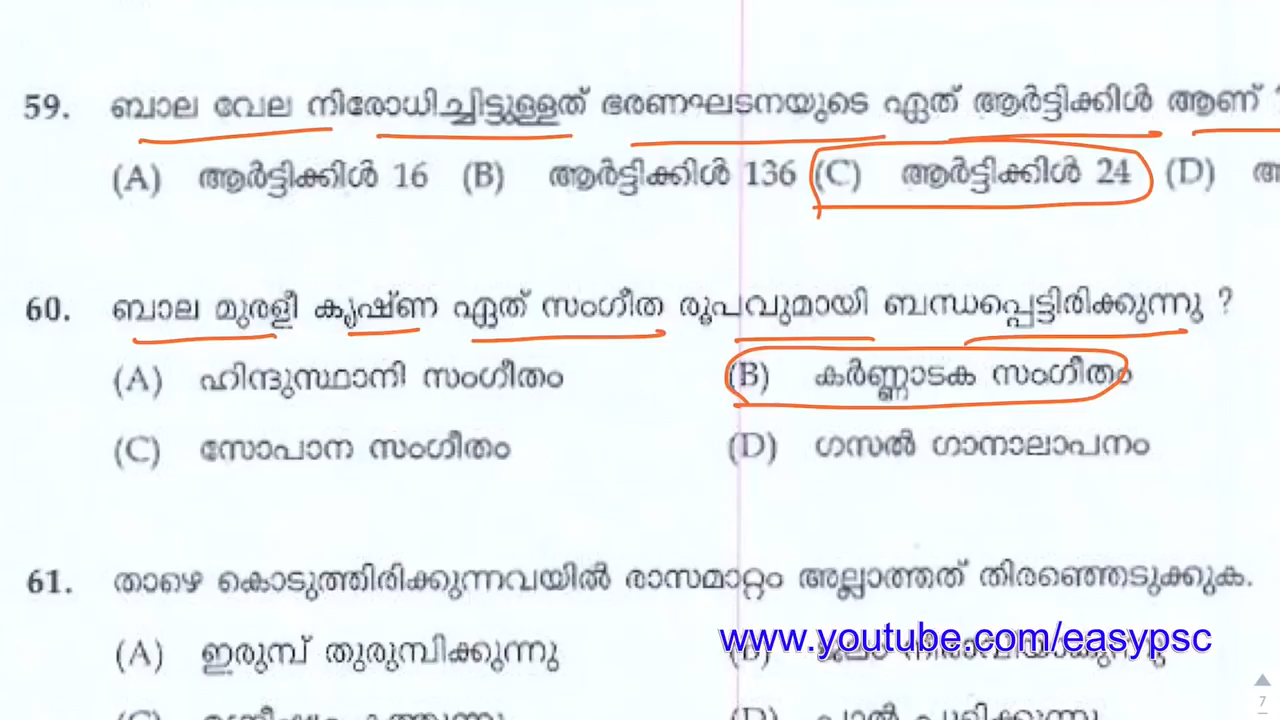 59. ബാല വേല നിരോധിച്ചിട്ടുള്ളത് ഭരണഘടനയുടെ ഏത് ആർട്ടിക്കിൾ ആണ് ?
(A) ആർട്ടിക്കിൾ 16 (B) ആർട്ടിക്കിൾ 136 (C) ആർട്ടിക്കിൾ 24 (D)
60. ബാല മുരളീ കൃഷ്ണ ഏത് സംഗീത രൂപവുമായി ബന്ധപ്പെട്ടിരിക്കുന്നു ?
(A) ഹിന്ദുസ്ഥാനി സംഗീതം (B) കർണ്ണാടക സംഗീതം
(C) സോപാന സംഗീതം (D) ഗസൽ ഗാനാലാപനം
61. താഴെ കൊടുത്തിരിക്കുന്നവയിൽ രാസമാറ്റം അല്ലാത്തത് തിരഞ്ഞെടുക്കുക.
(A) ഇരുമ്പ് തുരുമ്പിക്കുന്നു
www.youtube.com/easypsc
7